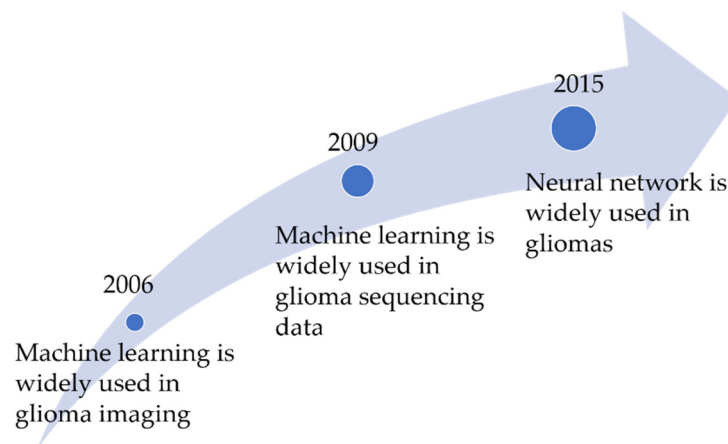 2006
Machine learning is
widely used in
glioma imaging
2009
Machine learning is
widely used in
glioma sequencing
data
2015
Neural network is
widely used in
gliomas